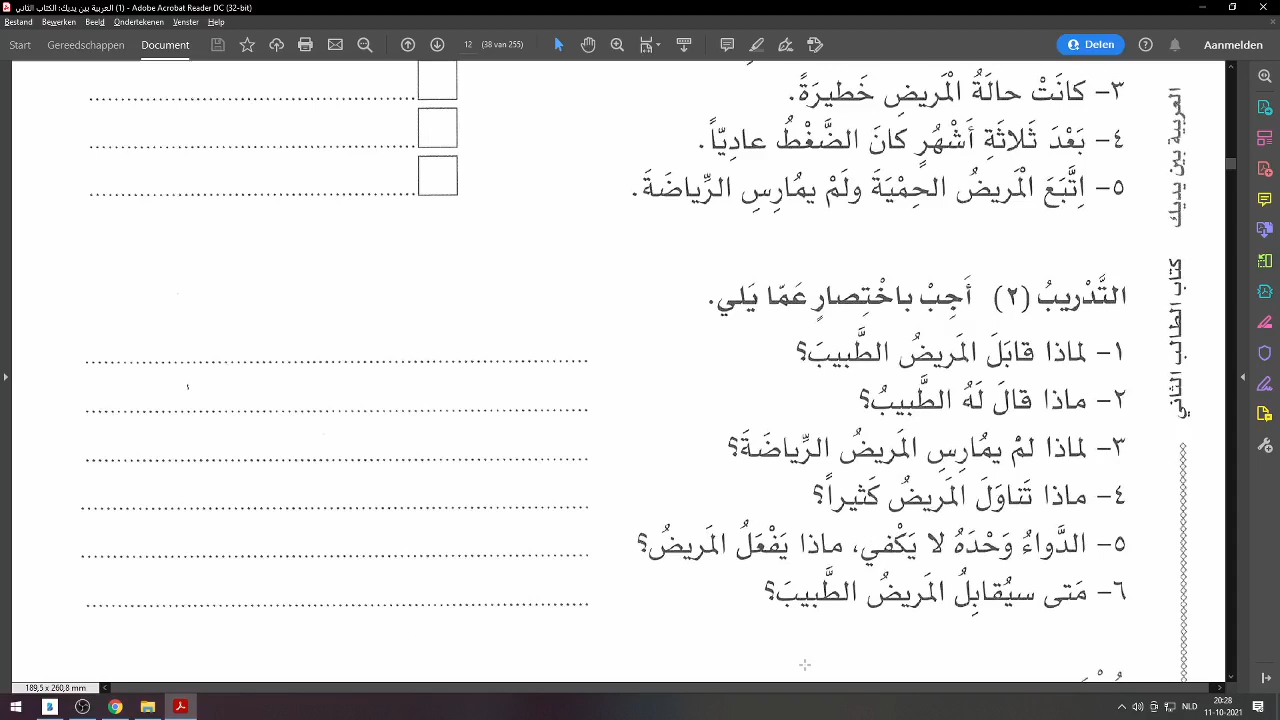 العربية بين يديك: الكتاب الثاني (1) - Adobe Acrobat Reader DC (32-bit)
Bestand Bewerken Beeld Ondertekenen Venster Help
Start Gereedschappen Document 12 (38 van 255) Delen Aanmelden
٣- كانَتْ حالَةُ الْمَريضِ خَطيرَةً.
٤- بَعْدَ ثَلاثَةِ أَشْهُرٍ كانَ الضَّغْطُ عادِيّاً.
٥- اِتَّبَعَ الْمَريضُ الحِمْيَةَ ولَمْ يمُارِسِ الرِّياضَةَ.
التَّدْريبُ (٢) أَجِبْ باخْتِصارٍ عَمّا يَلي.
١- لماذا قابَلَ المَريضُ الطَّبيبَ؟
٢- ماذا قالَ لَهُ الطَّبيبُ؟
٣- لماذا لمْ يمُارِسِ المَريضُ الرِّياضَةَ؟
٤- ماذا تَناوَلَ المَريضُ كَثيراً؟
٥- الدَّواءُ وَحْدَهُ لا يَكْفي، ماذا يَفْعَلُ المَريضُ؟
٦- مَتى سيُقابِلُ المَريضُ الطَّبيبَ؟
العربية بين يديك
كتاب الطالب الثاني
189,5 x 260,8 mm
NLD
20:28
11-10-2021